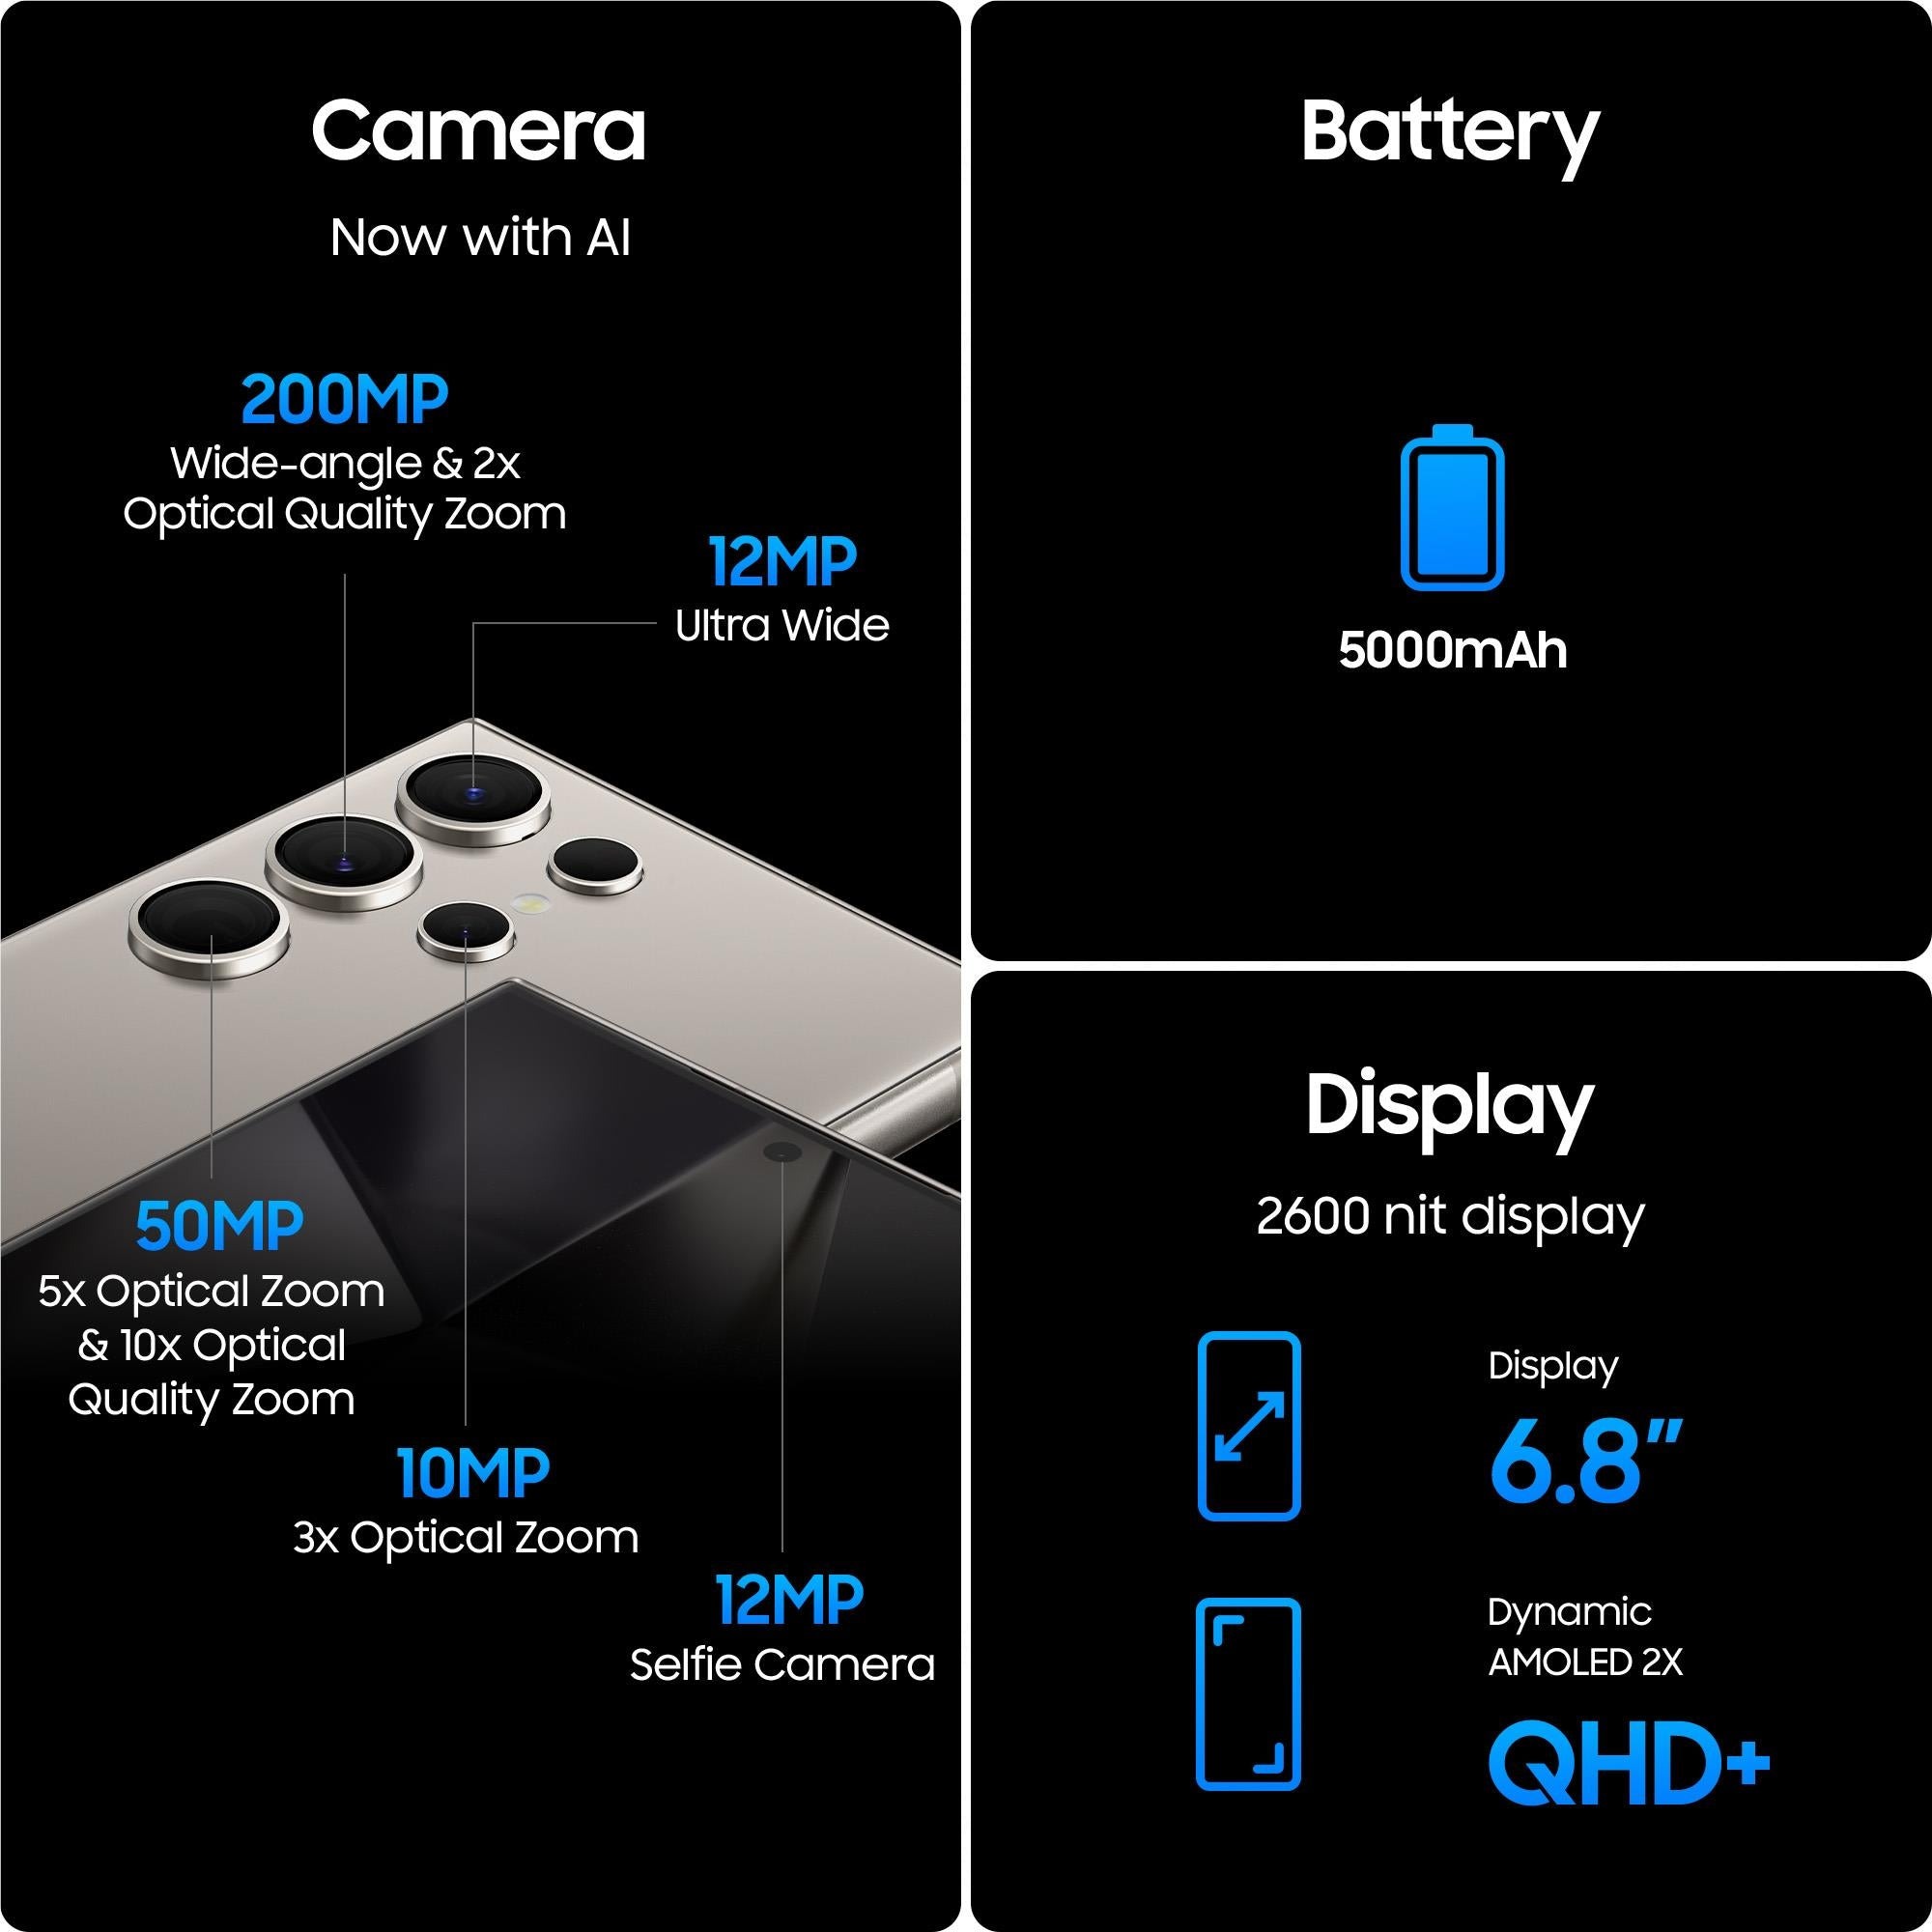 Camera
Now with AI
200MP
Wide-angle & 2x
Optical Quality Zoom
12MP
Ultra Wide
50MP
5x Optical Zoom
& 10x Optical
Quality Zoom
10MP
3x Optical Zoom
12MP
Selfie Camera
Battery
5000mAh
Display
2600 nit display
Display
6.8”
Dynamic
AMOLED 2X
QHD+